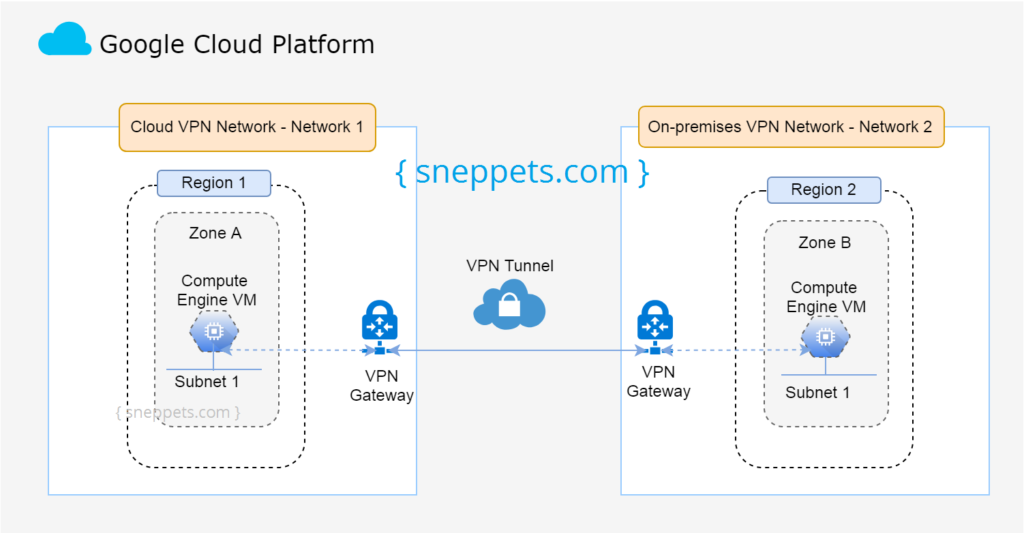 Google Cloud Platform
Cloud VPN Network - Network 1
On-premises VPN Network - Network 2
{ sneppets.com }
Region 1
Region 2
Zone A
Zone B
VPN Tunnel
Compute
Engine VM
Compute
Engine VM
VPN
Gateway
VPN
Gateway
Subnet 1
Subnet 1
{ sneppets.com }